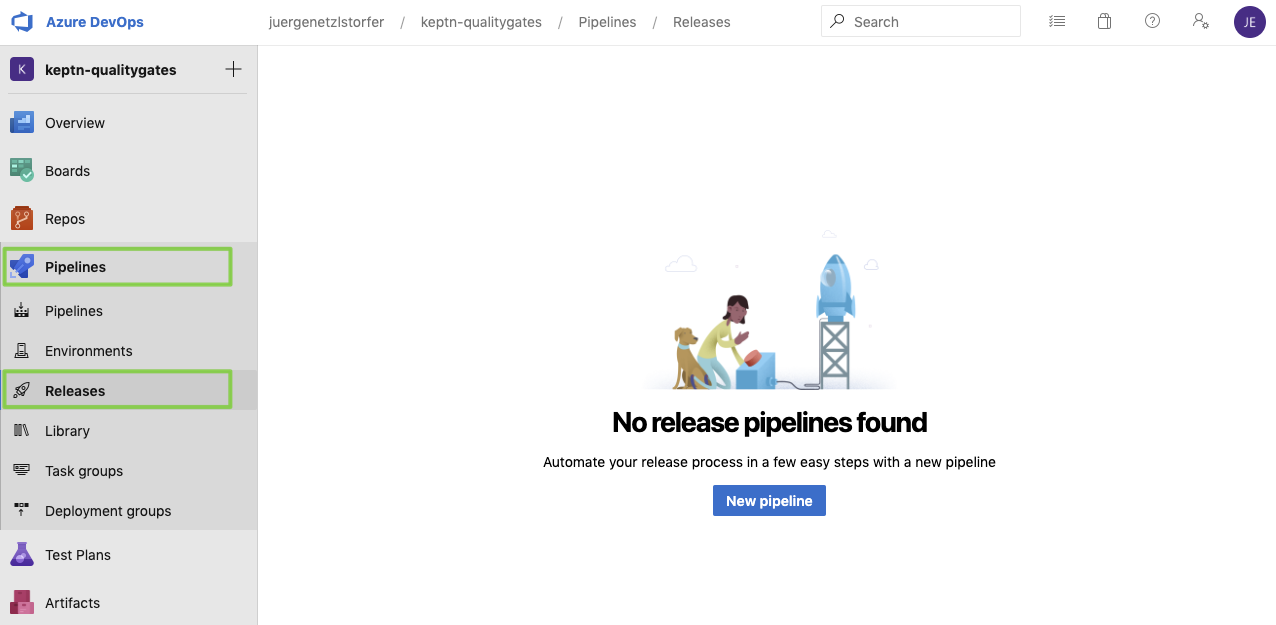 Azure DevOps
juergenetzlstorfer / keptn-qualitygates / Pipelines / Releases
Search
JE
K keptn-qualitygates
Overview
Boards
Repos
Pipelines
Pipelines
Environments
Releases
Library
Task groups
Deployment groups
Test Plans
Artifacts
No release pipelines found
Automate your release process in a few easy steps with a new pipeline
New pipeline